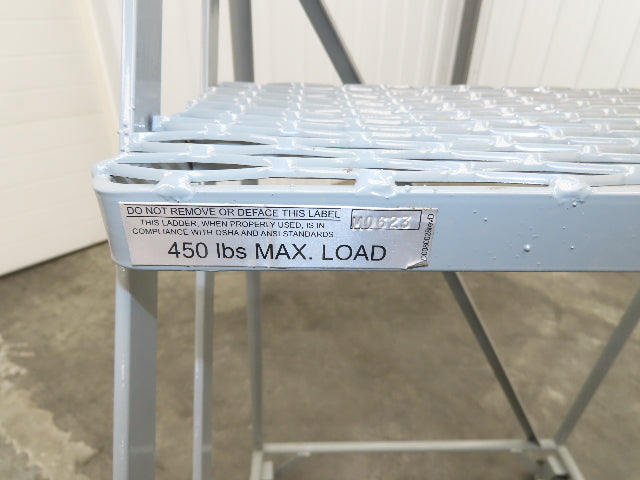 DO NOT REMOVE OR DEFACE THIS LABEL
THIS LADDER, WHEN PROPERLY USED, IS IN
COMPLIANCE WITH OSHA AND ANSI STANDARDS
450 lbs MAX. LOAD